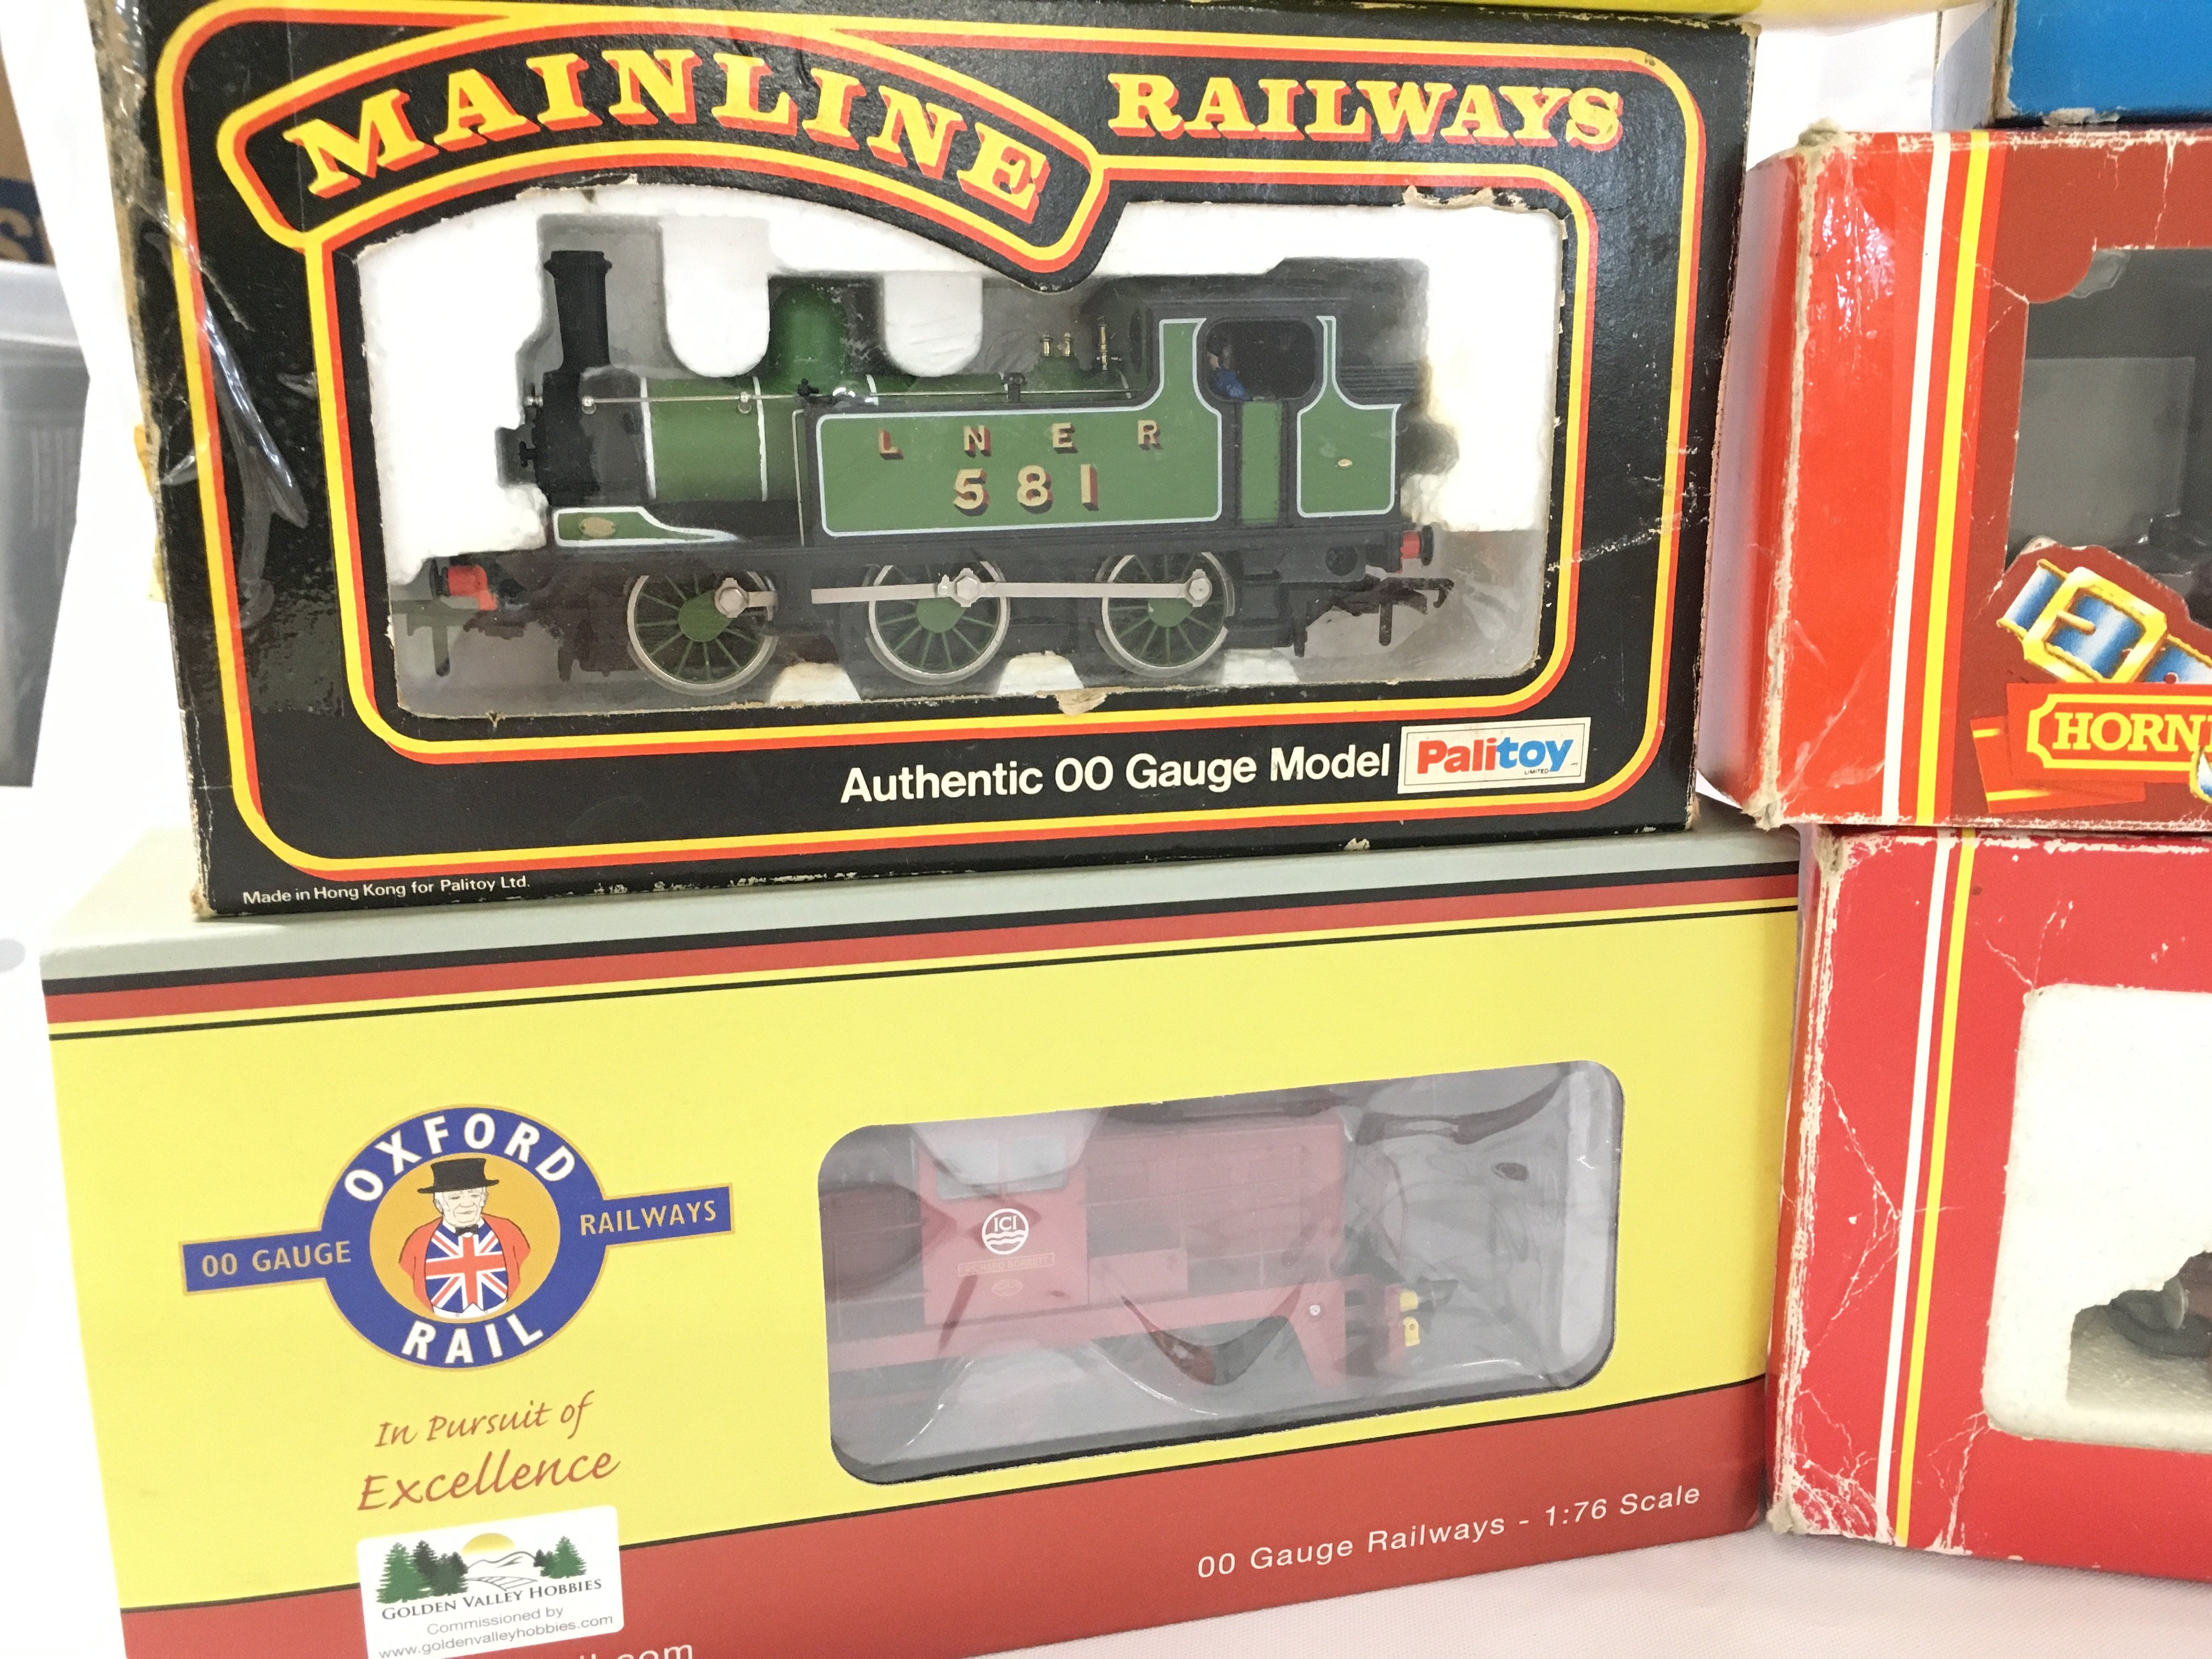 MAINLINE RAILWAYS
L N E R
581
Authentic 00 Gauge Model Palitoy
LIMITED
Made in Hong Kong for Palitoy Ltd.
HORN
OXFORD
00 GAUGE RAILWAYS
RAIL
In Pursuit of
Excellence
ICI
00 Gauge Railways - 1:76 Scale
GOLDEN VALLEY HOBBIES
Commissioned by
www.goldenvalleyhobbies.com